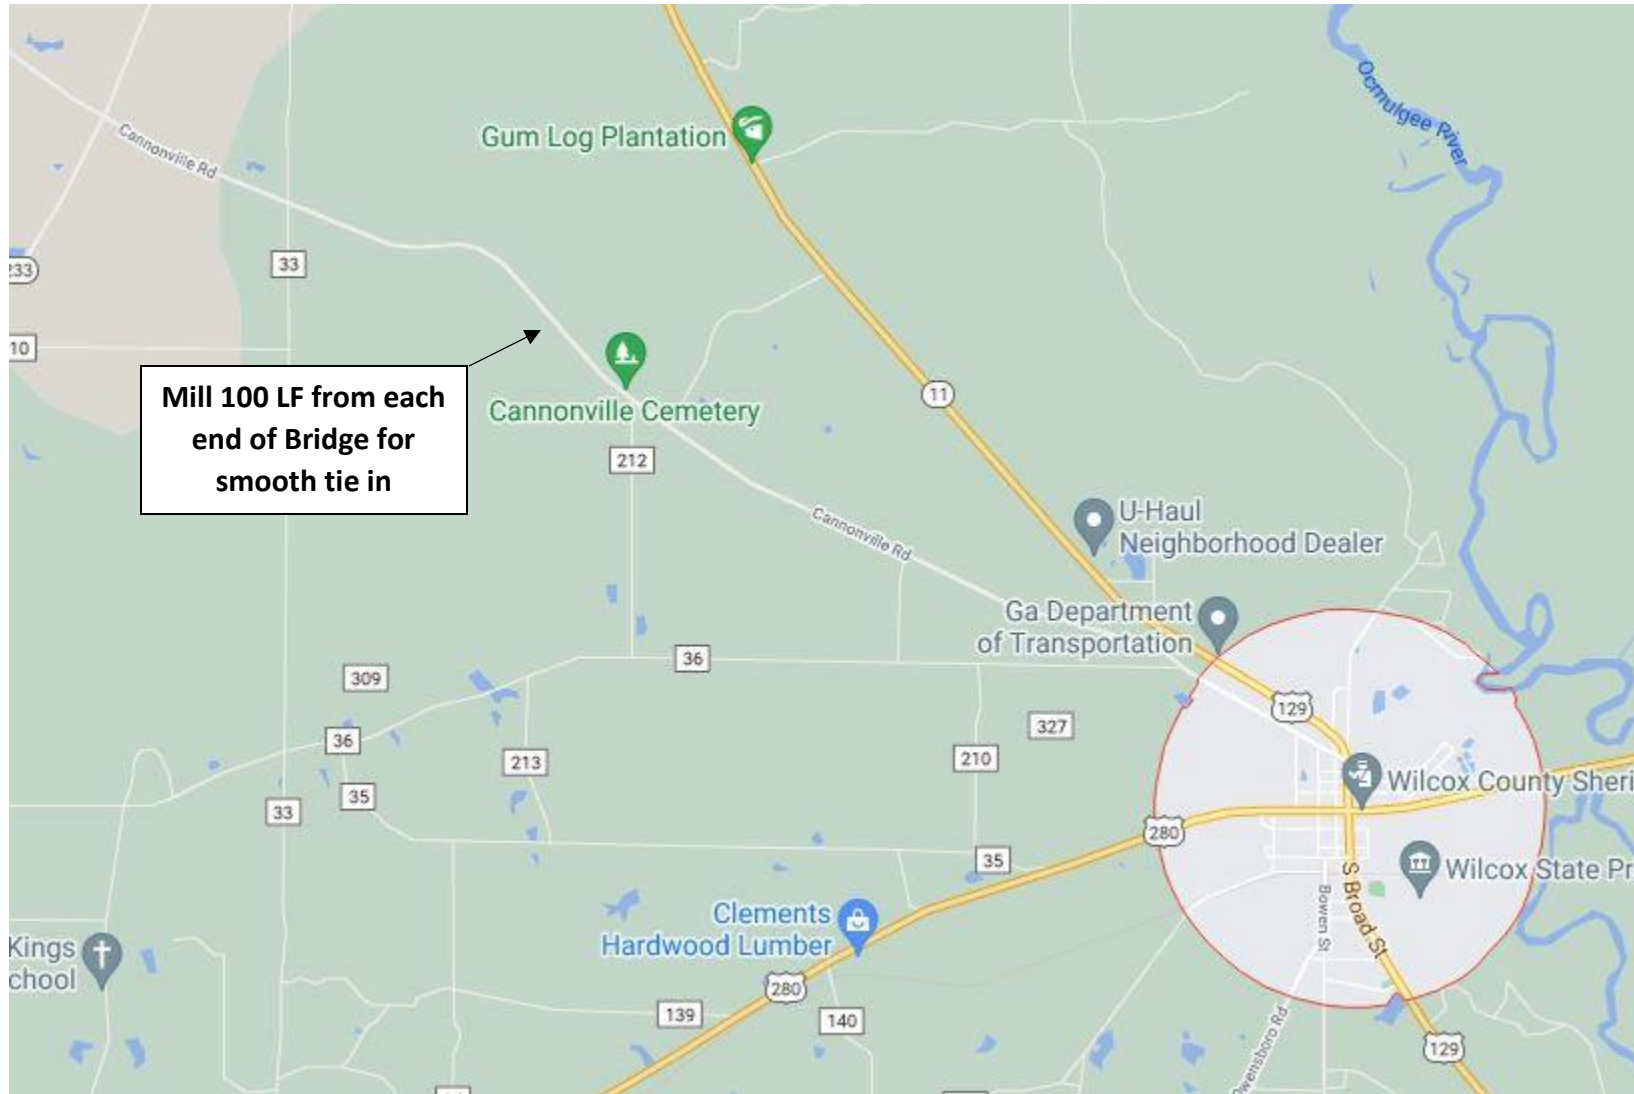 Ocmulgee River
Gum Log Plantation
Cannonville Rd
33
233
10
Mill 100 LF from each
end of Bridge for
smooth tie in
11
Cannonville Cemetery
212
U-Haul
Neighborhood Dealer
Cannonville Rd
Ga Department
of Transportation
36
309
129
327
36
213
210
Wilcox County Sheri
35
33
280
35
Wilcox State Pr
S Broad St
Bowen St
Clements
Hardwood Lumber
Kings
chool
280
139
140
Owensboro Rd
129